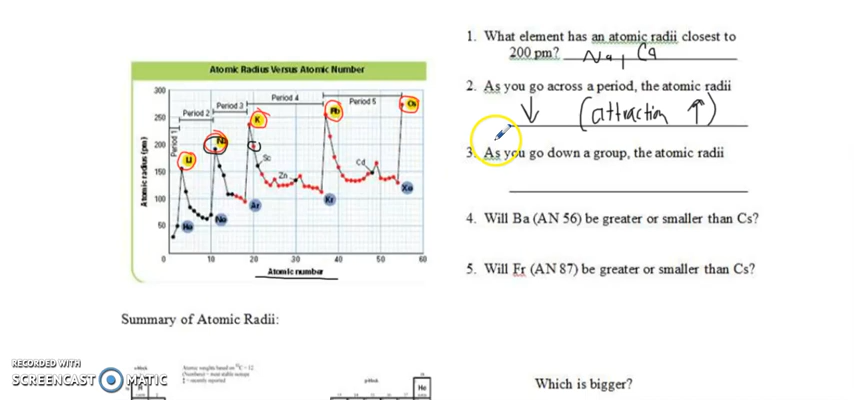 Atomic Radius Versus Atomic Number
Atomic radius (pm)
300
250
200
150
100
50
0
10
20
30
40
50
60
Period 1
Period 2
Period 3
Period 4
Period 5
Li
Na
K
Sc
Zn
Rb
Cd
Cs
He
Ne
Ar
Kr
Xe
Atomic number
Summary of Atomic Radii:
1. What element has an atomic radii closest to
200 pm? Na, Ca
2. As you go across a period, the atomic radii
↓ (attraction ↑)
3. As you go down a group, the atomic radii
4. Will Ba (AN 56) be greater or smaller than Cs?
5. Will Fr (AN 87) be greater or smaller than Cs?
Which is bigger?
RECORDED WITH
SCREENCAST MATIC
s-block
p-block
H
He